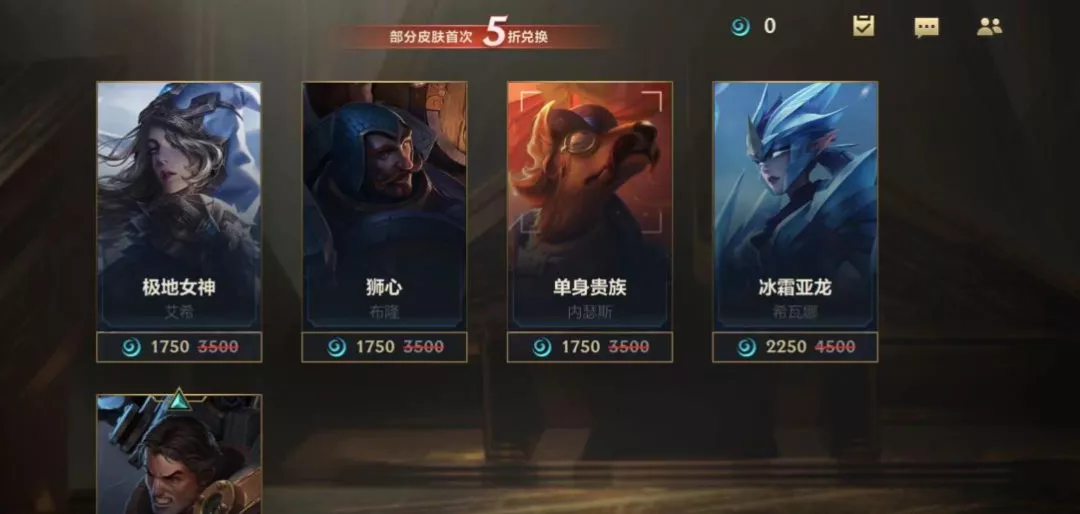 部分皮肤首次5折兑换
0
极地女神
艾希
1750 3500
狮心
布隆
1750 3500
单身贵族
内瑟斯
1750 3500
冰霜亚龙
希瓦娜
2250 4500